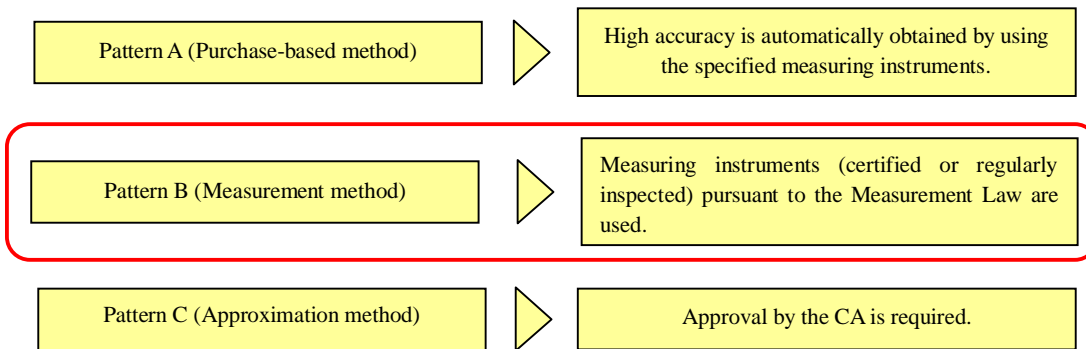 Pattern A (Purchase-based method)
High accuracy is automatically obtained by using
the specified measuring instruments.
Pattern B (Measurement method)
Measuring instruments (certified or regularly
inspected) pursuant to the Measurement Law are
used.
Pattern C (Approximation method)
Approval by the CA is required.